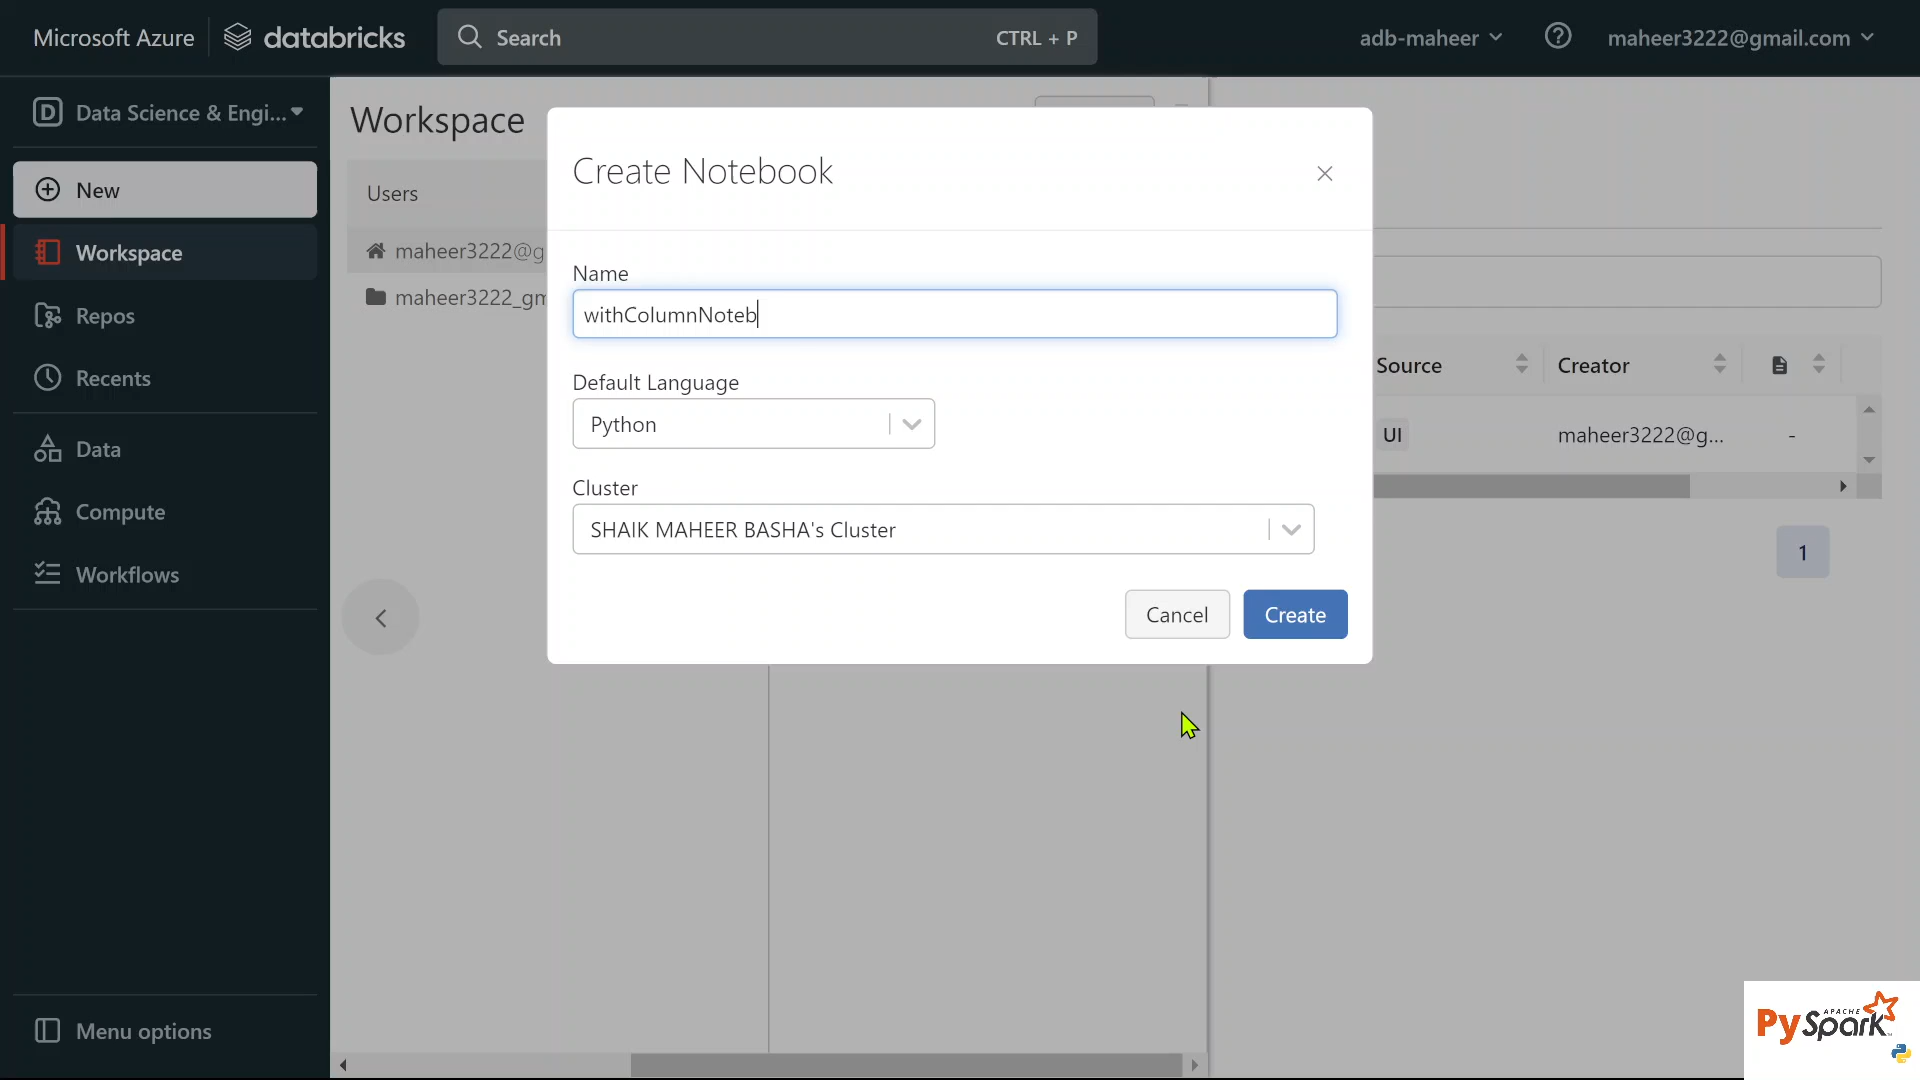 Microsoft Azure
databricks
Search
CTRL + P
adb-maheer
maheer3222@gmail.com
Data Science & Engi...
New
Workspace
Repos
Recents
Data
Compute
Workflows
Menu options
Workspace
Users
maheer3222@g
maheer3222_gm
Create Notebook
Name
withColumnNoteb
Default Language
Python
Cluster
SHAIK MAHEER BASHA's Cluster
Cancel
Create
Source
Creator
UI
maheer3222@g...
-
1
APACHE
PySpark